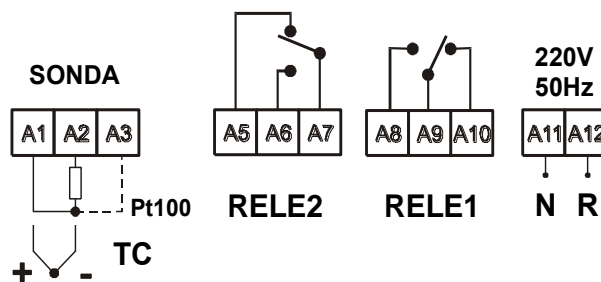 SONDA
220V
50Hz
A1 A2 A3
A5 A6 A7
A8 A9 A10
A11 A12
Pt100
RELE2
RELE1
N R
TC
+ -